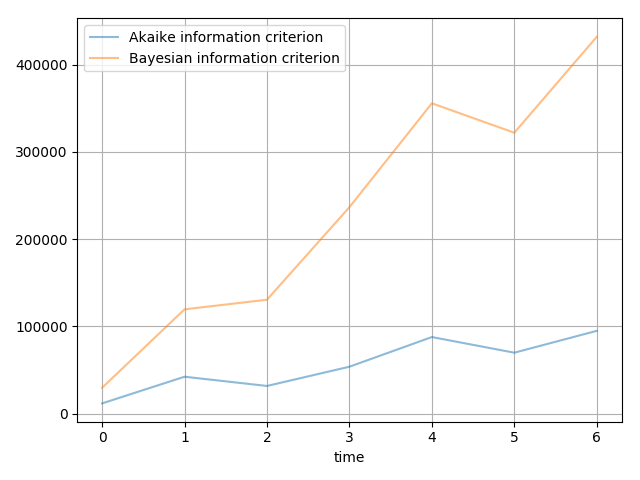 Akaike information criterion
Bayesian information criterion
400000
300000
200000
100000
0
0 1 2 3 4 5 6
time